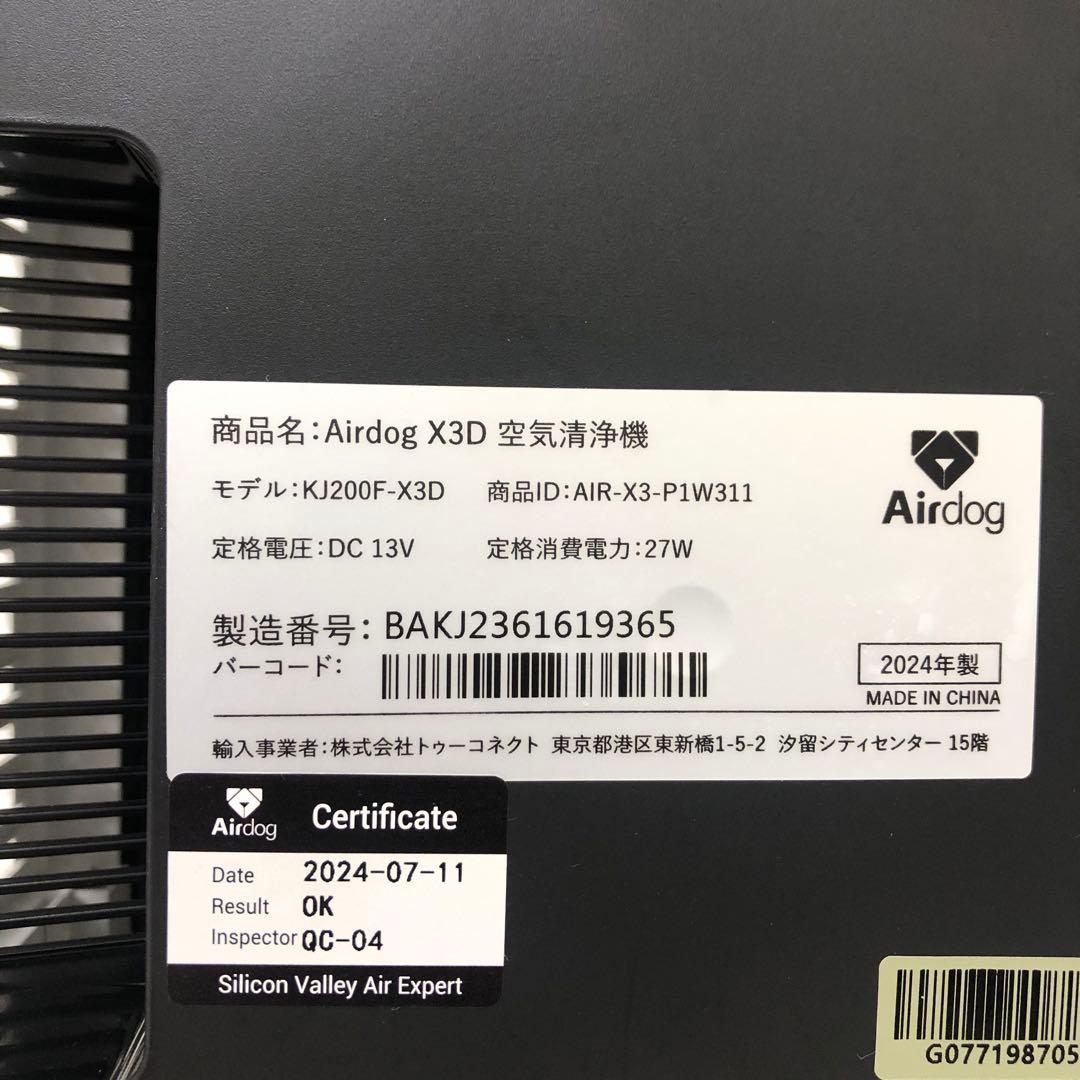 商品名：Airdog X3D 空気清浄機
Airdog
モデル：KJ200F-X3D 商品ID：AIR-X3-P1W311
定格電圧：DC 13V 定格消費電力：27W
製造番号：BAKJ2361619365
バーコード：
2024年製
MADE IN CHINA
輸入事業者：株式会社トゥーコネクト 東京都港区東新橋1-5-2 汐留シティセンター 15階
Airdog Certificate
Date 2024-07-11
Result OK
Inspector QC-04
Silicon Valley Air Expert
G077198705